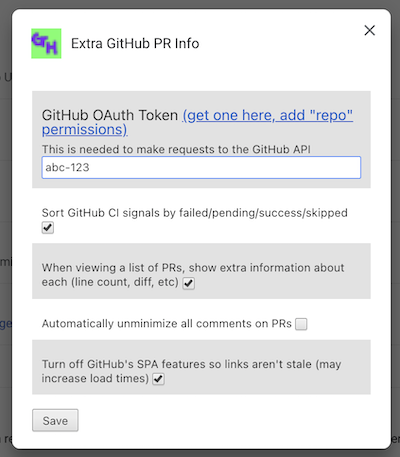 GTH
Extra GitHub PR Info
GitHub OAuth Token (get one here, add "repo"
permissions)
This is needed to make requests to the GitHub API
abc-123
Sort GitHub CI signals by failed/pending/success/skipped
When viewing a list of PRs, show extra information about
each (line count, diff, etc)
Automatically unminimize all comments on PRs
Turn off GitHub's SPA features so links aren't stale (may
increase load times)
Save